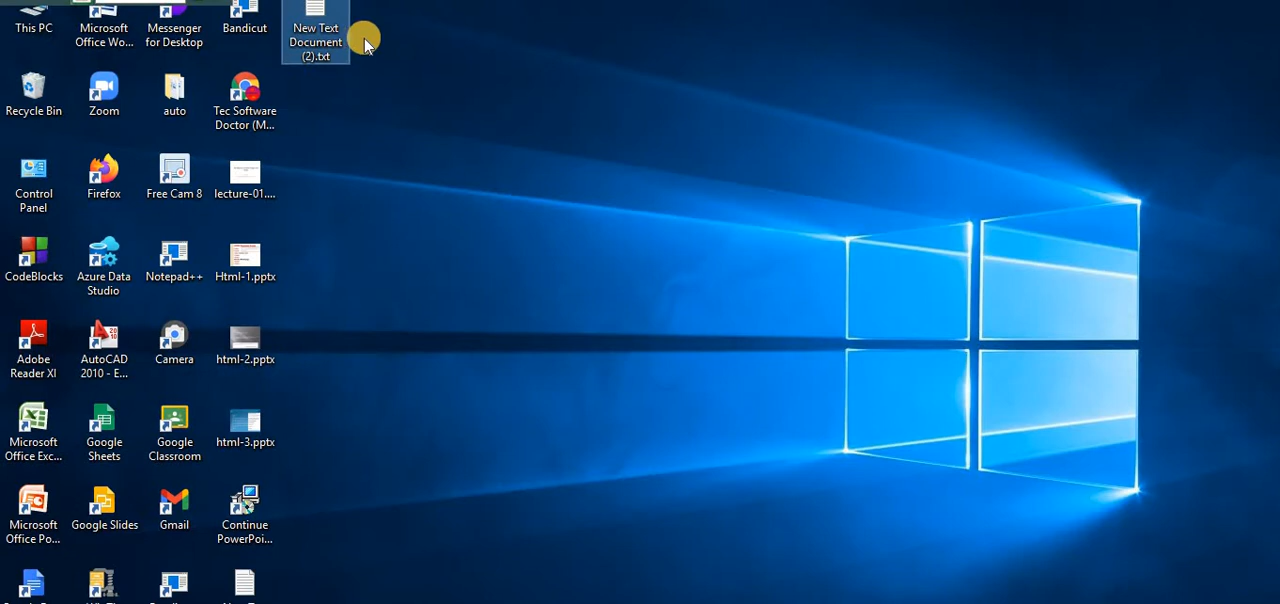 This PC
Microsoft
Office Wo...
Messenger
for Desktop
Bandicut
New Text
Document
(2).txt
Recycle Bin
Zoom
auto
Tec Software
Doctor (M...
Control
Panel
Firefox
Free Cam 8
lecture-01....
CodeBlocks
Azure Data
Studio
Notepad++
Html-1.pptx
Adobe
Reader XI
AutoCAD
2010 - E...
Camera
html-2.pptx
Microsoft
Office Exc...
Google
Sheets
Google
Classroom
html-3.pptx
Microsoft
Office Po...
Google Slides
Gmail
Continue
PowerPoi...